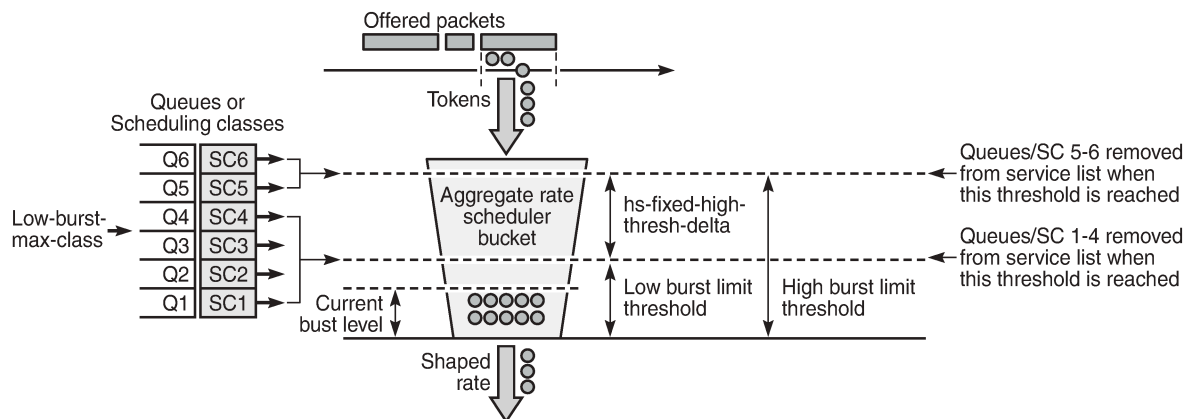 Offered packets
Tokens
Queues or
Scheduling classes
Q6 SC6
Q5 SC5
Q4 SC4
Q3 SC3
Q2 SC2
Q1 SC1
Low-burst-
max-class
Aggregate rate
scheduler
bucket
hs-fixed-high-
thresh-delta
Low burst limit
threshold
High burst limit
threshold
Current
bust level
Shaped
rate
Queues/SC 5-6 removed
from service list when
this threshold is reached
Queues/SC 1-4 removed
from service list when
this threshold is reached